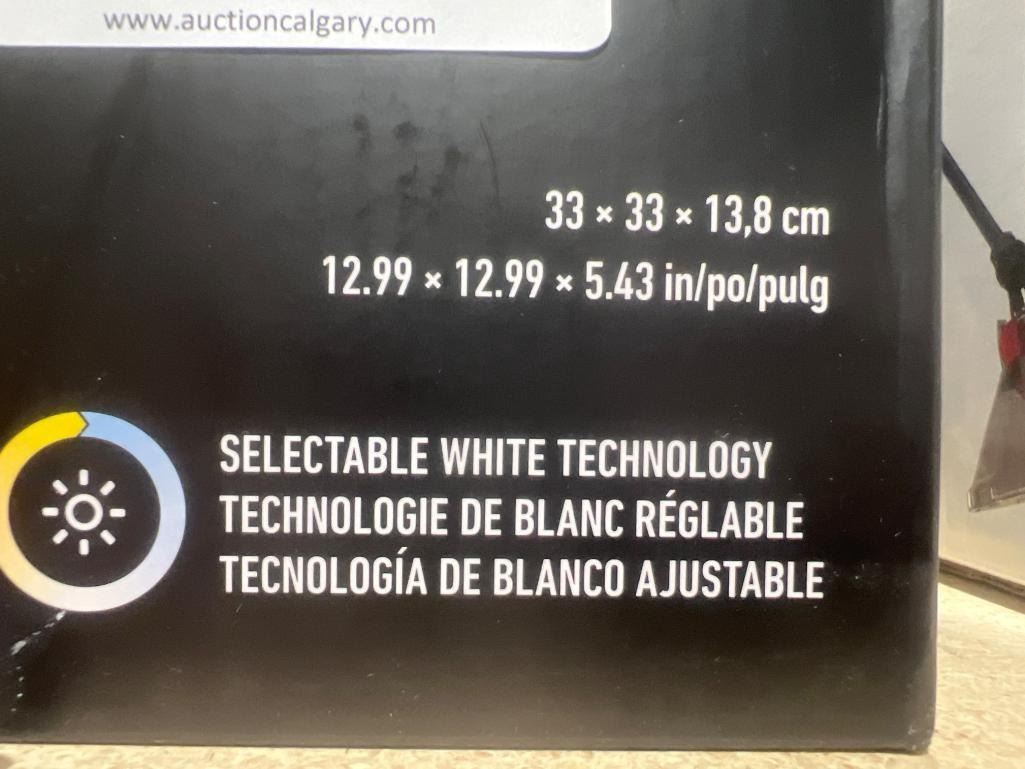 www.auctioncalgary.com
33 × 33 × 13,8 cm
12.99 × 12.99 × 5.43 in/po/pulg
SELECTABLE WHITE TECHNOLOGY
TECHNOLOGIE DE BLANC RÉGLABLE
TECNOLOGÍA DE BLANCO AJUSTABLE